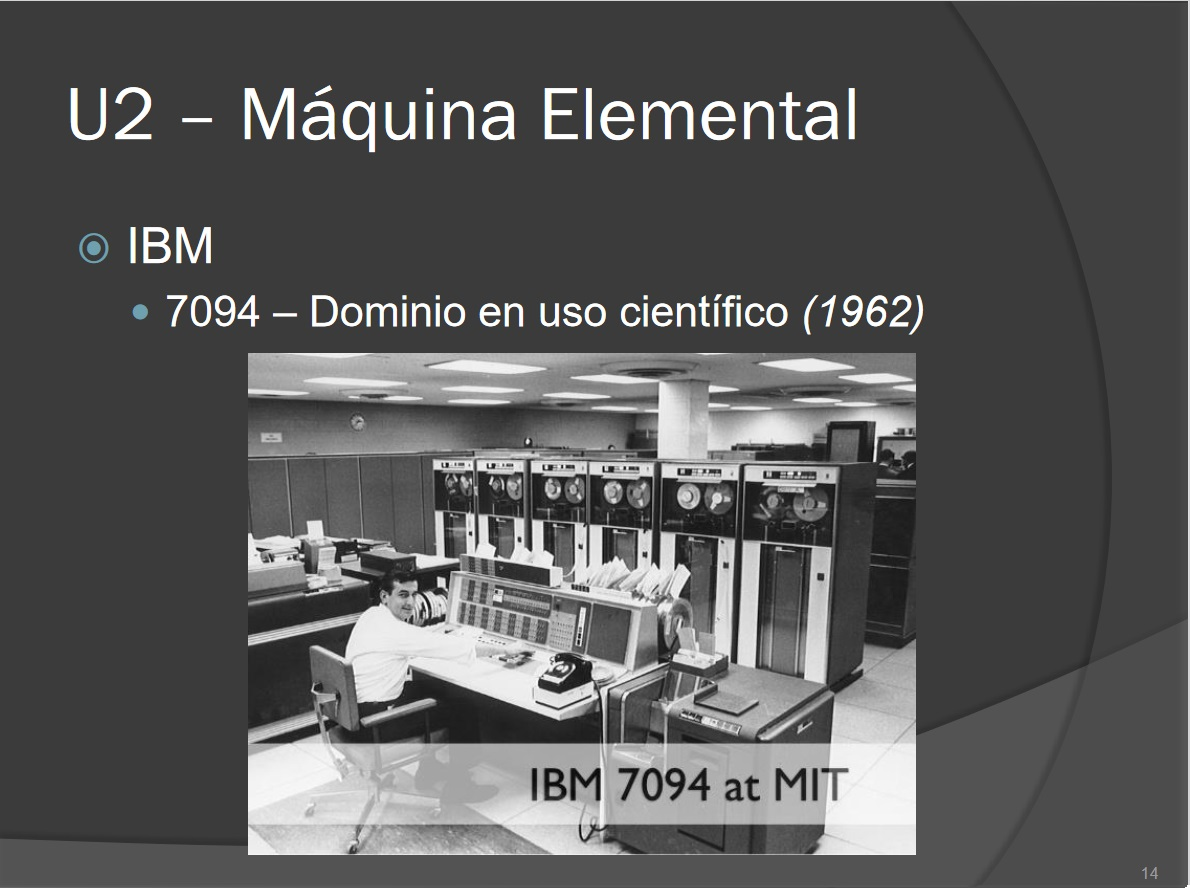 U2 – Máquina Elemental
IBM
7094 – Dominio en uso científico (1962)
IBM 7094 at MIT
14